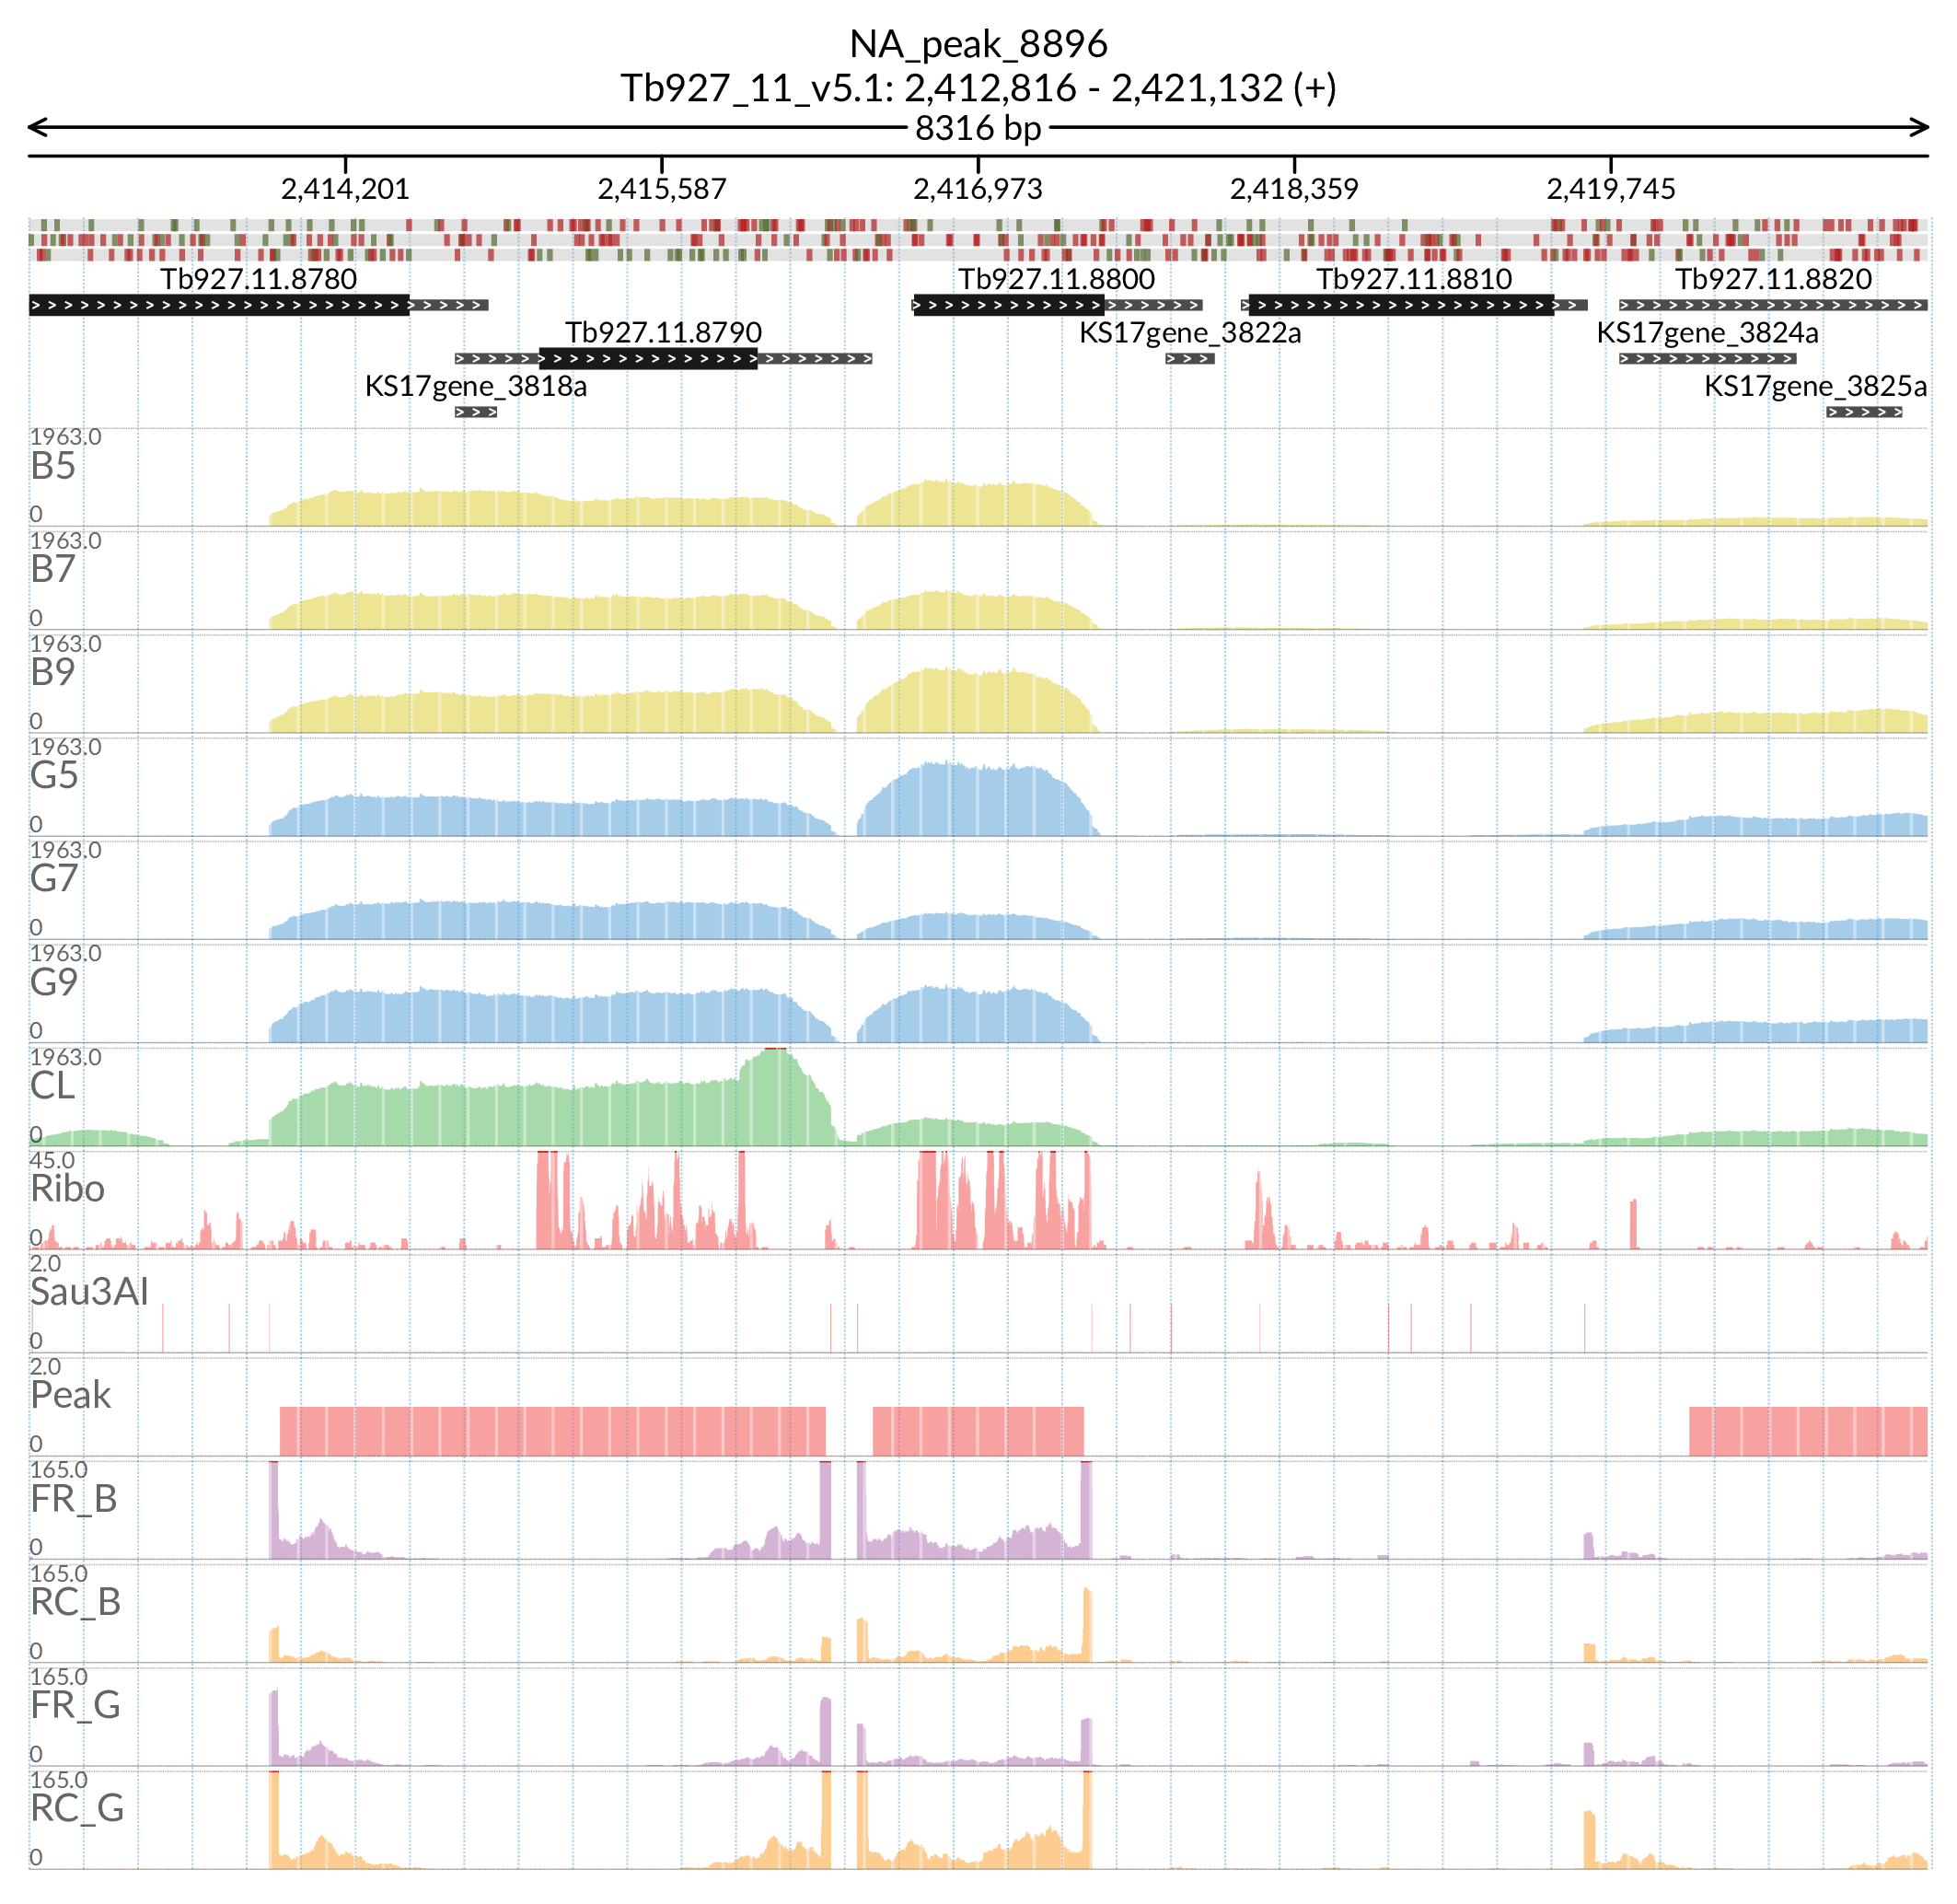 NA_peak_8896
Tb927_11_v5.1: 2,412,816 - 2,421,132 (+)
8316 bp
2,414,201 2,415,587 2,416,973 2,418,359 2,419,745
Tb927.11.8780 Tb927.11.8800 Tb927.11.8810 Tb927.11.8820
Tb927.11.8790 KS17gene_3822a KS17gene_3824a
KS17gene_3818a KS17gene_3825a
1963.0
B5
0
1963.0
B7
0
1963.0
B9
0
1963.0
G5
0
1963.0
G7
0
1963.0
G9
0
1963.0
CL
0
45.0
Ribo
0
2.0
Sau3AI
0
2.0
Peak
0
165.0
FR_B
0
165.0
RC_B
0
165.0
FR_G
0
165.0
RC_G
0